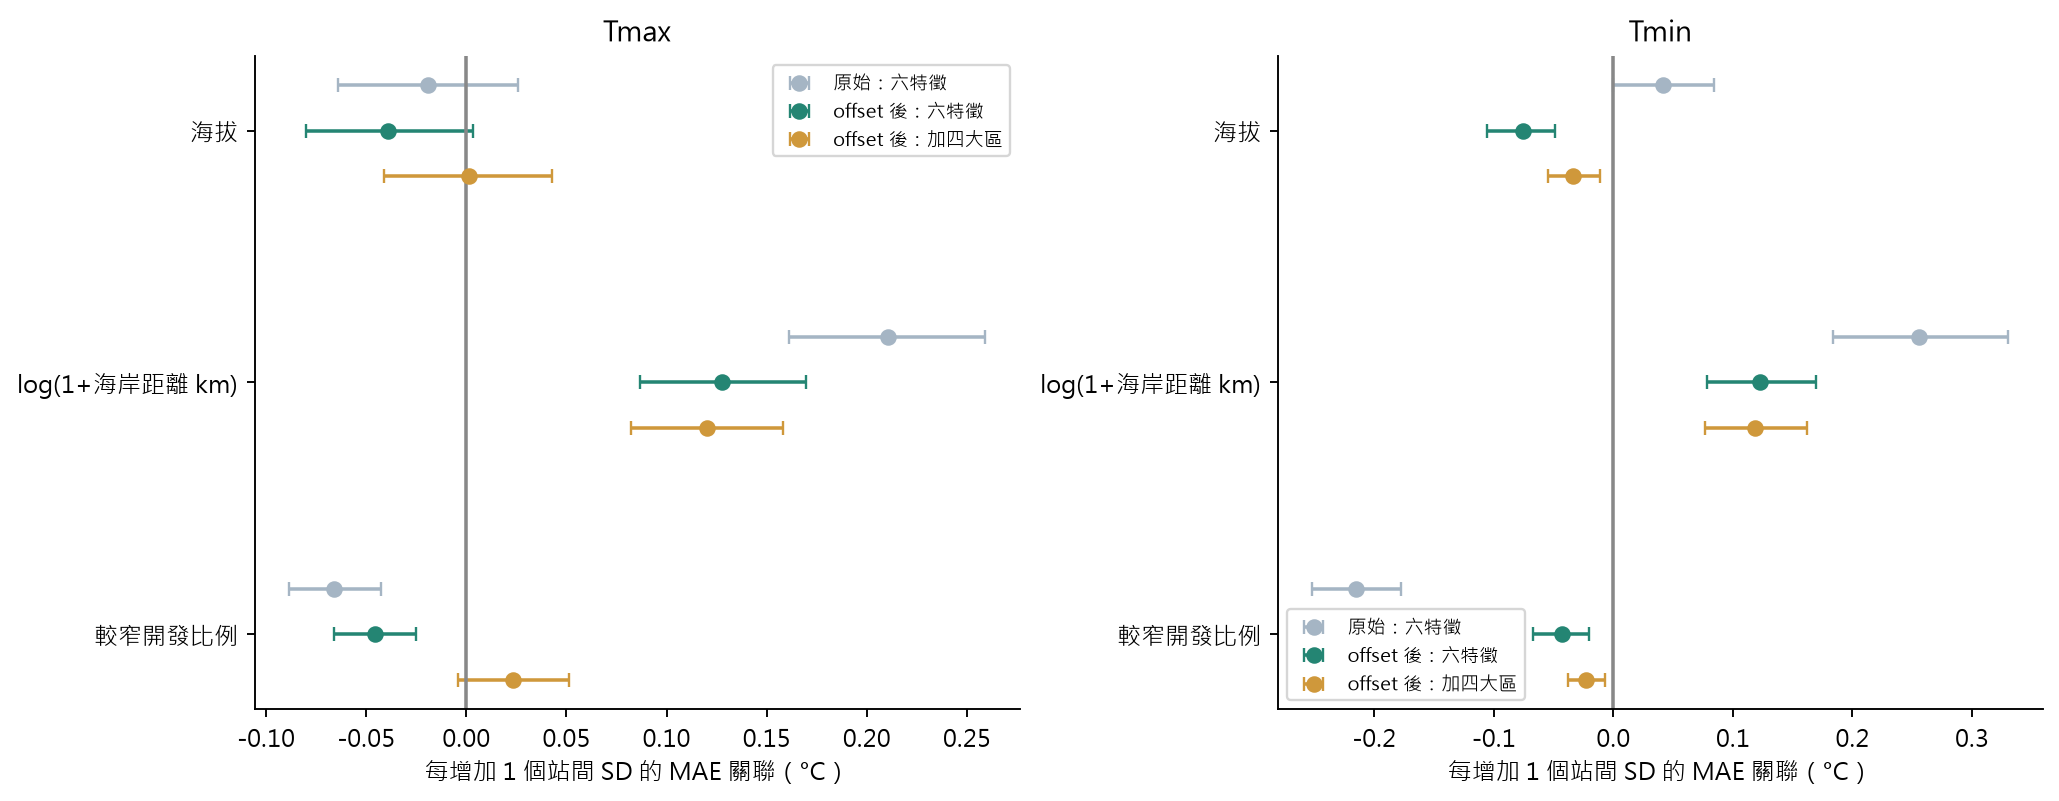 Tmax
原始：六特徵
offset 後：六特徵
offset 後：加四大區
海拔
log(1+海岸距離 km)
較窄開發比例
-0.10 -0.05 0.00 0.05 0.10 0.15 0.20 0.25
每增加 1 個站間 SD 的 MAE 關聯（°C）
Tmin
海拔
log(1+海岸距離 km)
較窄開發比例
原始：六特徵
offset 後：六特徵
offset 後：加四大區
-0.2 -0.1 0.0 0.1 0.2 0.3
每增加 1 個站間 SD 的 MAE 關聯（°C）